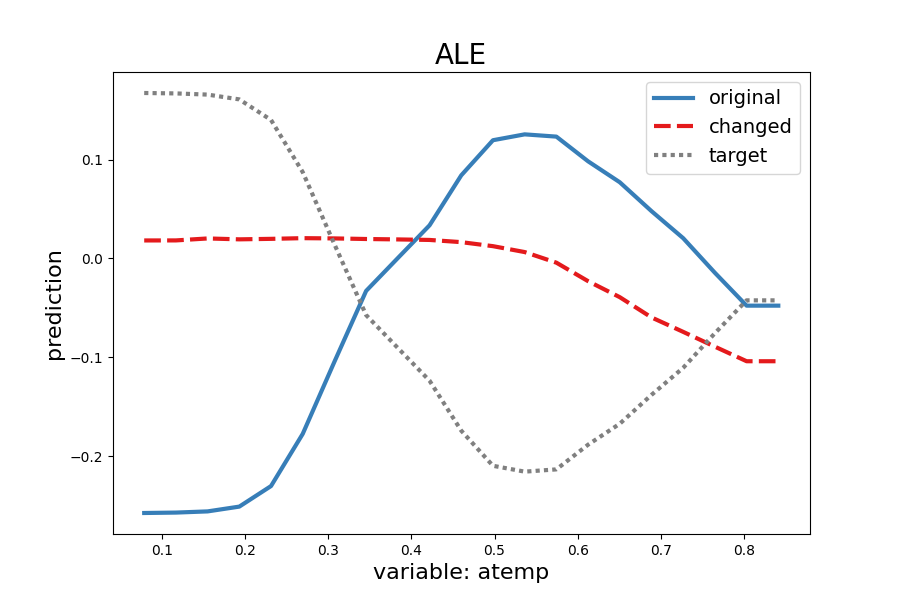 ALE
original
changed
target
prediction
0.1
0.0
−0.1
−0.2
0.1 0.2 0.3 0.4 0.5 0.6 0.7 0.8
variable: atemp